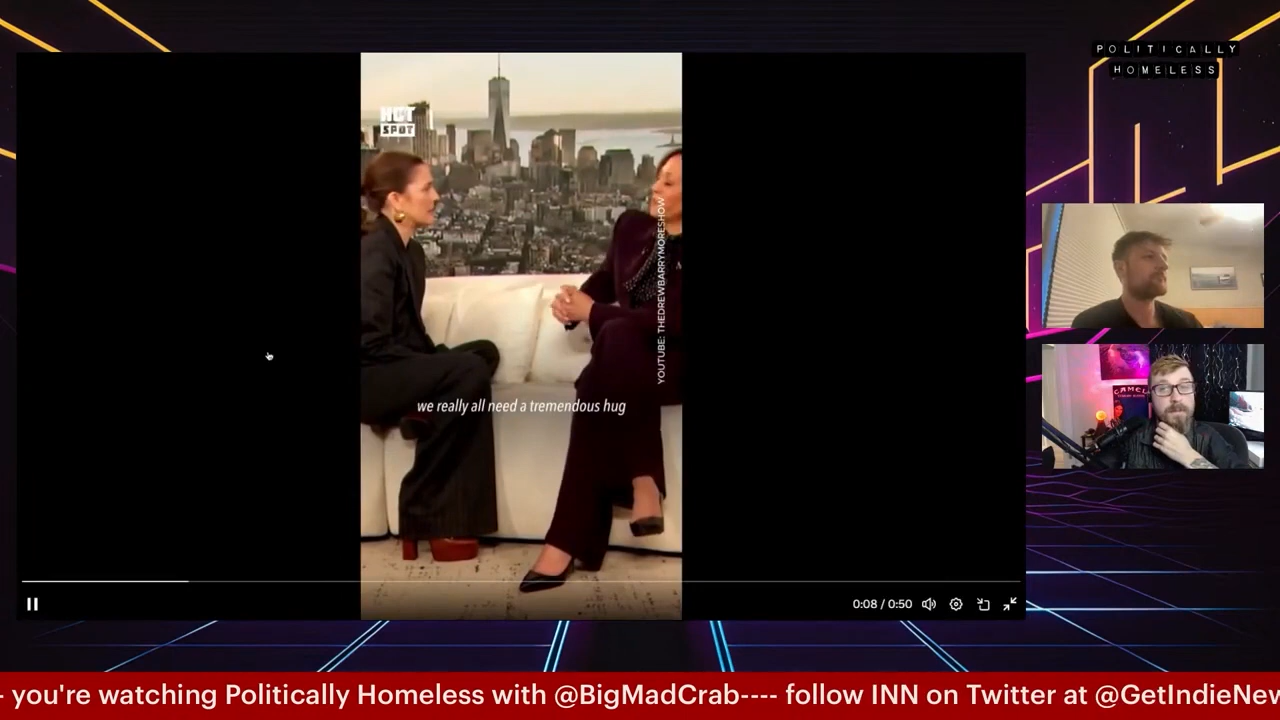 POLITICALLY
HOMELESS
HOT
SPOT
YOUTUBE: THEDREWBARRYMORESHOW
we really all need a tremendous hug
CAMEL
0:08 / 0:50
- you're watching Politically Homeless with @BigMadCrab---- follow INN on Twitter at @GetIndieNew